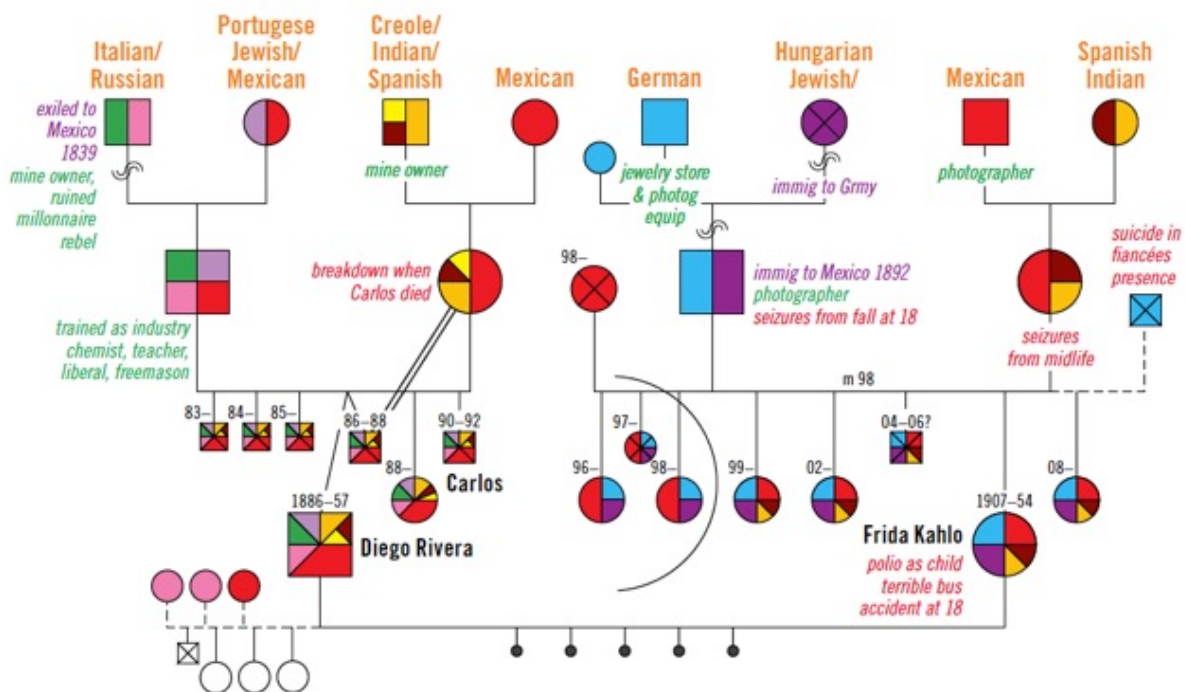 Italian/
Russian
Portugese
Jewish/
Mexican
Creole/
Indian/
Spanish
Mexican
German
Hungarian
Jewish/
Mexican
Spanish
Indian
exiled to
Mexico
1839
mine owner,
ruined
millonnaire
rebel
mine owner
jewelry store
& photog
equip
immig to Grmy
photographer
suicide in
fiancées
presence
breakdown when
Carlos died
98–
immig to Mexico 1892
photographer
seizures from fall at 18
seizures
from midlife
trained as industry
chemist, teacher,
liberal, freemason
m 98
83–
84–
85–
86–88
90–92
97–
04–06?
88–
Carlos
96–
98–
99–
02–
08–
1886–57
Diego Rivera
1907–54
Frida Kahlo
polio as child
terrible bus
accident at 18